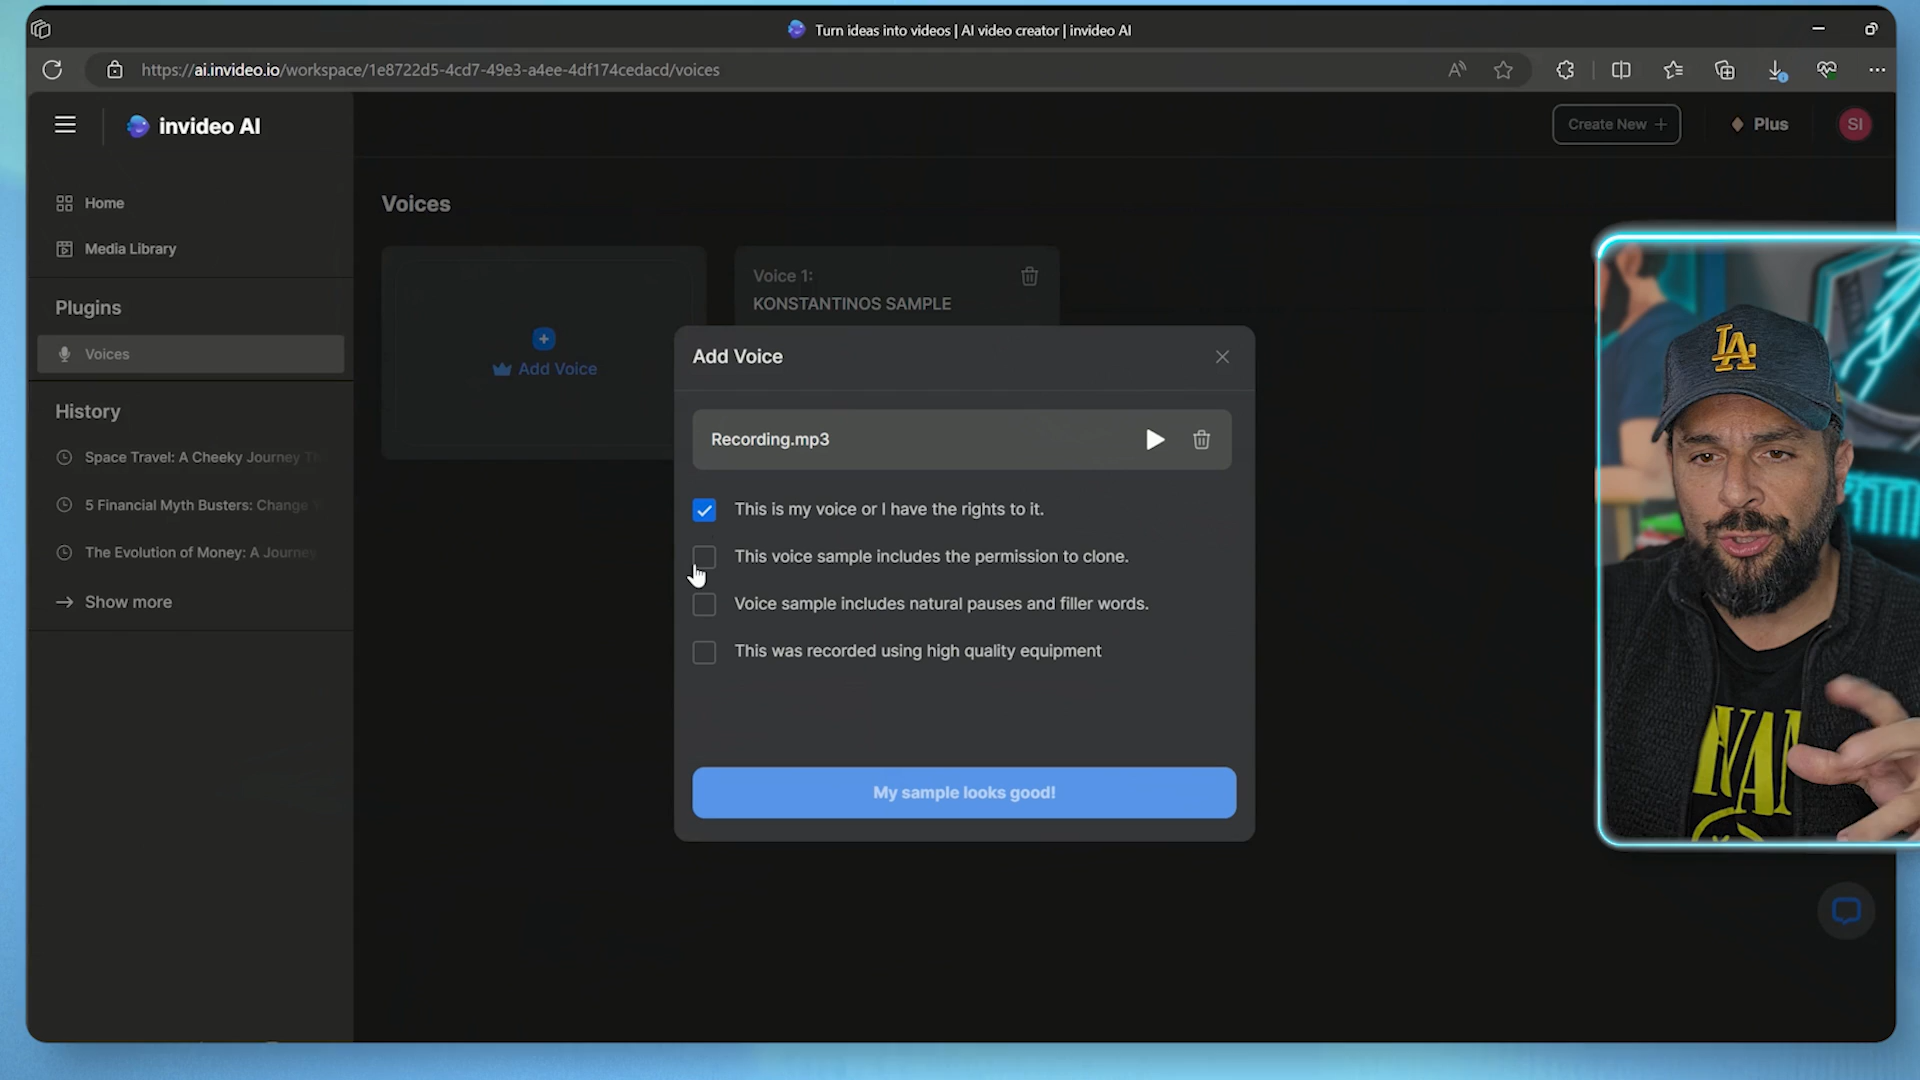 Turn ideas into videos | AI video creator | invideo AI
https://ai.invideo.io/workspace/1e8722d5-4cd7-49e3-a4ee-4df174cedacd/voices
invideo AI
Create New +
Plus
SI
Home
Media Library
Plugins
Voices
History
Space Travel: A Cheeky Journey
5 Financial Myth Busters: Change
The Evolution of Money: A Journey
Show more
Voices
Add Voice
Voice 1:
KONSTANTINOS SAMPLE
Add Voice
Recording.mp3
This is my voice or I have the rights to it.
This voice sample includes the permission to clone.
Voice sample includes natural pauses and filler words.
This was recorded using high quality equipment
My sample looks good!
LA